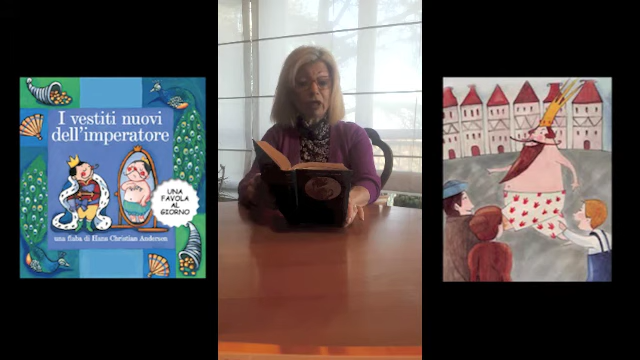 I vestiti nuovi
dell'imperatore
UNA
FAVOLA
AL
GIORNO
una fiaba di Hans Christian Andersen